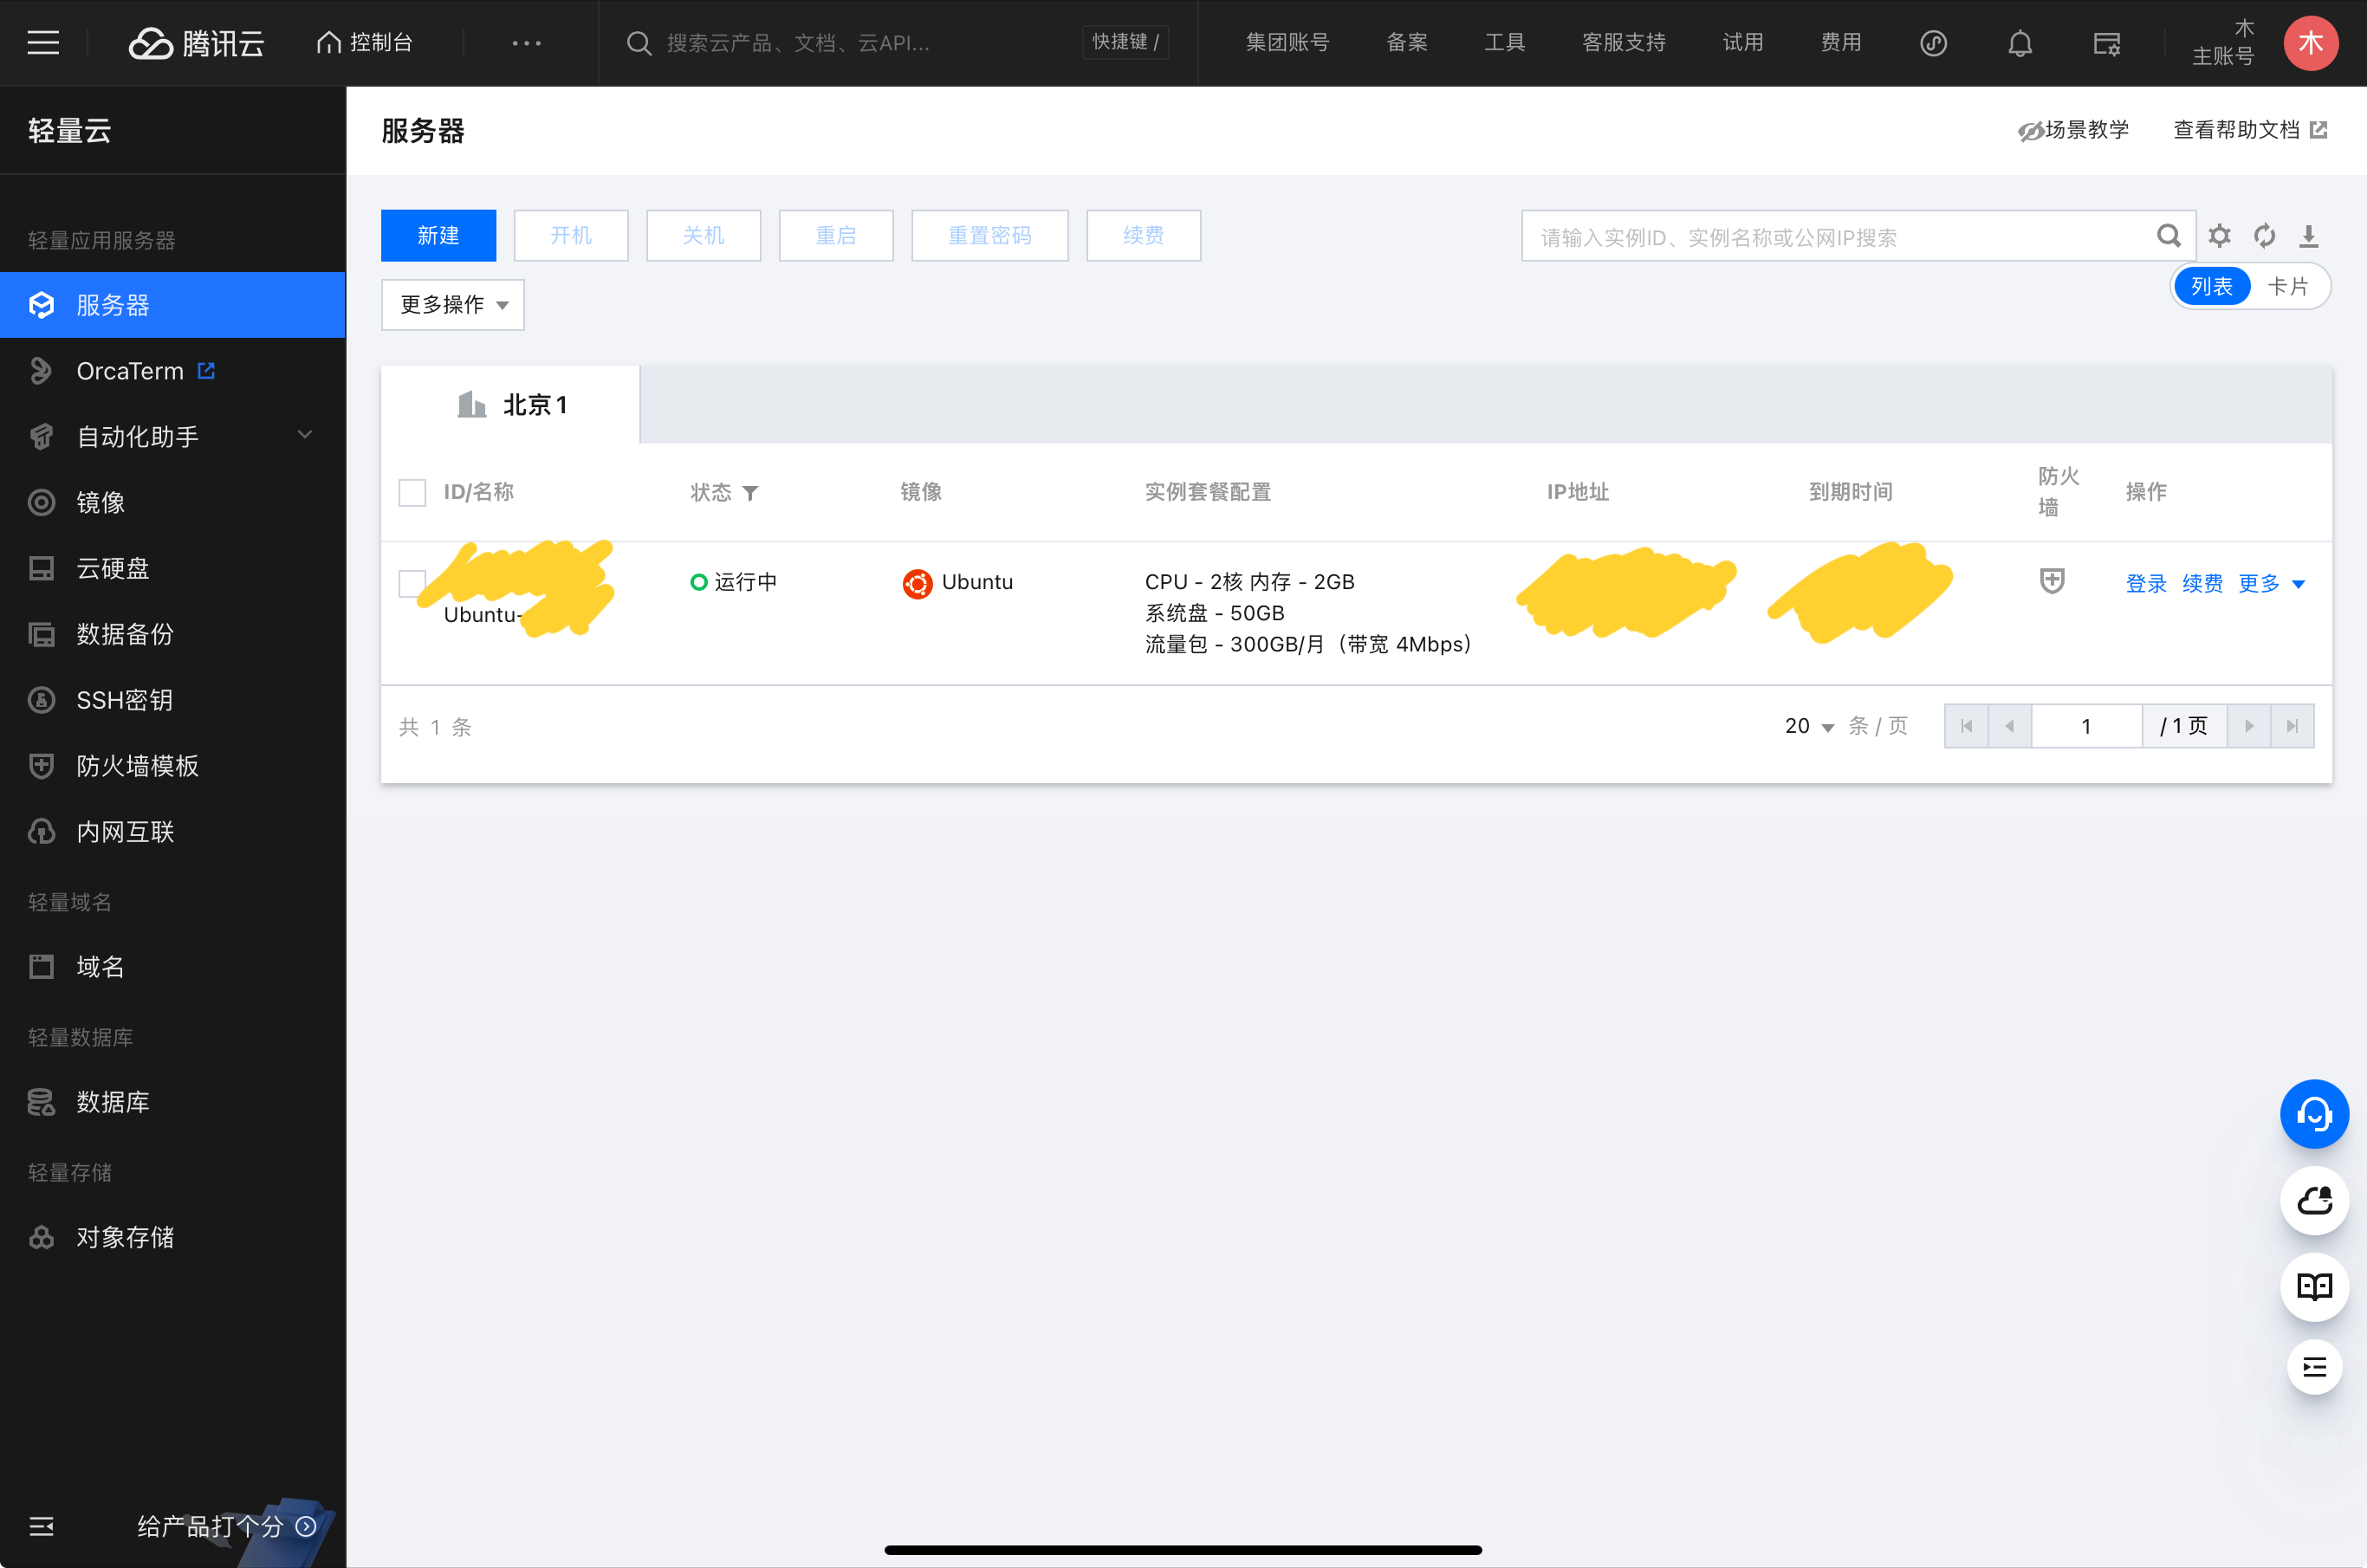 腾讯云
控制台
搜索云产品、文档、云API...
快捷键 /
集团账号
备案
工具
客服支持
试用
费用
木
主账号
木
轻量云
轻量应用服务器
服务器
OrcaTerm
自动化助手
镜像
云硬盘
数据备份
SSH密钥
防火墙模板
内网互联
轻量域名
域名
轻量数据库
数据库
轻量存储
对象存储
给产品打个分
服务器
场景教学
查看帮助文档
新建
开机
关机
重启
重置密码
续费
请输入实例ID、实例名称或公网IP搜索
更多操作
列表
卡片
北京 1
ID/名称
状态
镜像
实例套餐配置
IP地址
到期时间
防火
墙
操作
Ubuntu-
运行中
Ubuntu
CPU - 2核 内存 - 2GB
系统盘 - 50GB
流量包 - 300GB/月（带宽 4Mbps）
登录 续费 更多
共 1 条
20 条 / 页
1
/ 1 页